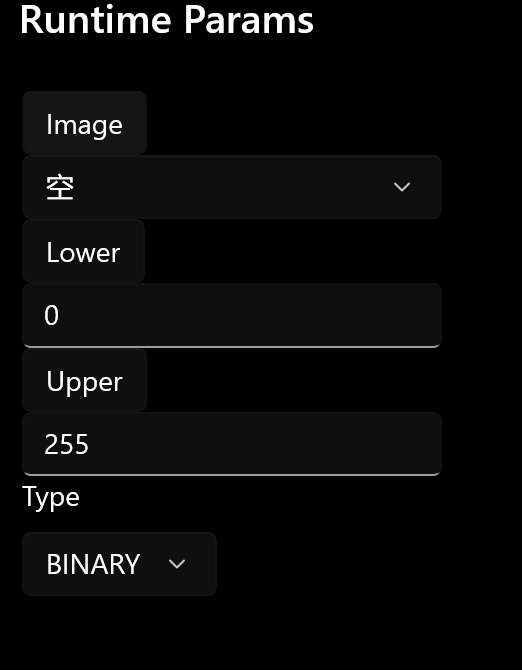 Runtime Params
Image
空
Lower
0
Upper
255
Type
BINARY